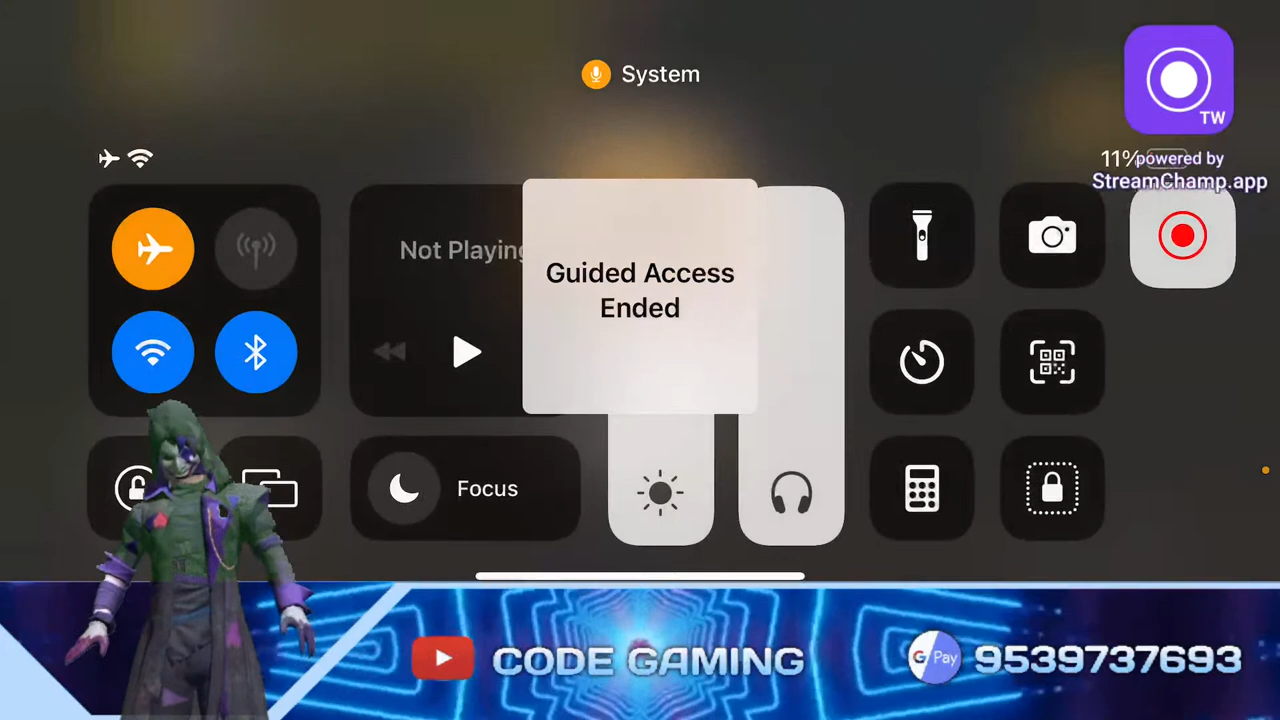 System
TW
11%
powered by
StreamChamp.app
Not Playing
Guided Access
Ended
Focus
CODE GAMING
G Pay
9539737693